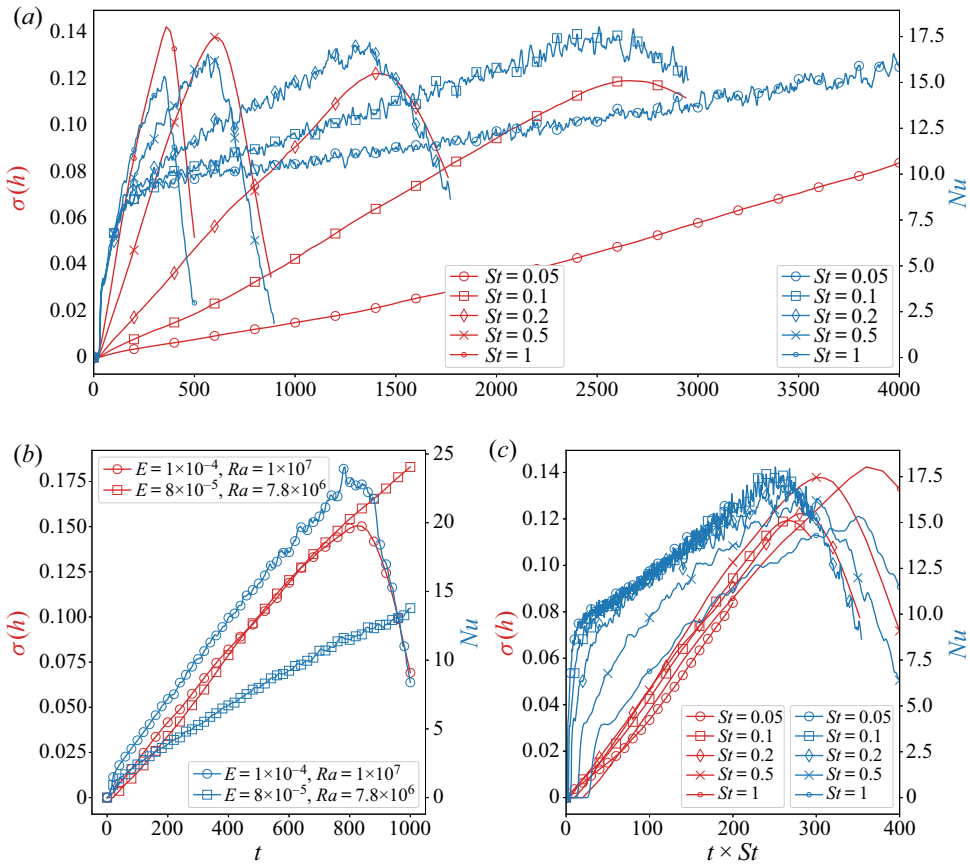 (a)
0.14
0.12
0.10
0.08
0.06
0.04
0.02
0
σ(h)
17.5
15.0
12.5
10.0
7.5
5.0
2.5
0
Nu
St = 0.05
St = 0.1
St = 0.2
St = 0.5
St = 1
St = 0.05
St = 0.1
St = 0.2
St = 0.5
St = 1
0 500 1000 1500 2000 2500 3000 3500 4000
(b)
0.175
0.150
0.125
0.100
0.075
0.050
0.025
0
σ(h)
E = 1×10⁻⁴, Ra = 1×10⁷
E = 8×10⁻⁵, Ra = 7.8×10⁶
E = 1×10⁻⁴, Ra = 1×10⁷
E = 8×10⁻⁵, Ra = 7.8×10⁶
25
20
15
10
5
0
Nu
0 200 400 600 800 1000
t
(c)
0.14
0.12
0.10
0.08
0.06
0.04
0.02
0
σ(h)
St = 0.05
St = 0.1
St = 0.2
St = 0.5
St = 1
St = 0.05
St = 0.1
St = 0.2
St = 0.5
St = 1
17.5
15.0
12.5
10.0
7.5
5.0
2.5
0
Nu
0 100 200 300 400
t × St